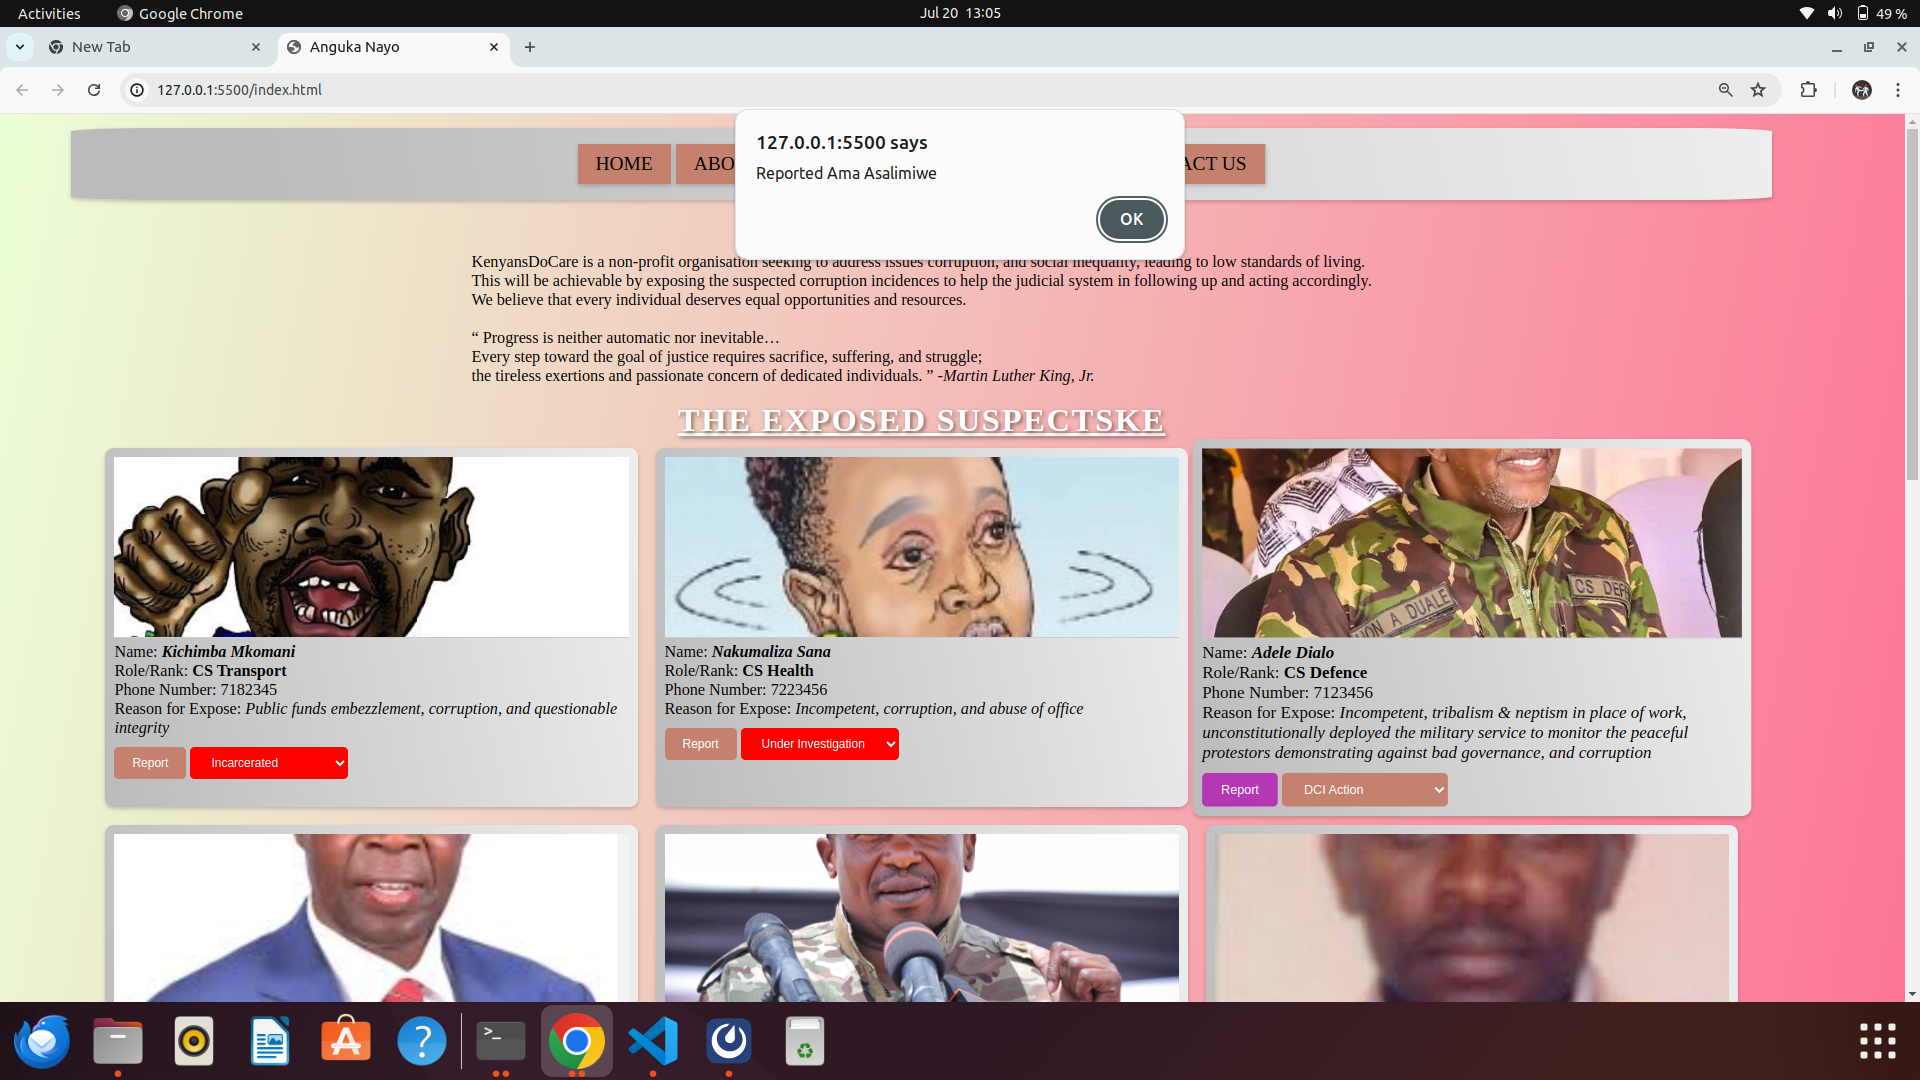 Activities
Google Chrome
Jul 20 13:05
49 %
New Tab
Anguka Nayo
127.0.0.1:5500/index.html
127.0.0.1:5500 says
Reported Ama Asalimiwe
OK
HOME
ABO
ACT US
KenyansDoCare is a non-profit organisation seeking to address issues corruption, and social inequality, leading to low standards of living.
This will be achievable by exposing the suspected corruption incidences to help the judicial system in following up and acting accordingly.
We believe that every individual deserves equal opportunities and resources.
“ Progress is neither automatic nor inevitable…
Every step toward the goal of justice requires sacrifice, suffering, and struggle;
the tireless exertions and passionate concern of dedicated individuals. ” -Martin Luther King, Jr.
THE EXPOSED SUSPECTSKE
Name: Kichimba Mkomani
Role/Rank: CS Transport
Phone Number: 7182345
Reason for Expose: Public funds embezzlement, corruption, and questionable
integrity
Report
Incarcerated
Name: Nakumaliza Sana
Role/Rank: CS Health
Phone Number: 7223456
Reason for Expose: Incompetent, corruption, and abuse of office
Report
Under Investigation
HON A DUALE
CS DEFE
Name: Adele Dialo
Role/Rank: CS Defence
Phone Number: 7123456
Reason for Expose: Incompetent, tribalism & neptism in place of work,
unconstitutionally deployed the military service to monitor the peaceful
protestors demonstrating against bad governance, and corruption
Report
DCI Action